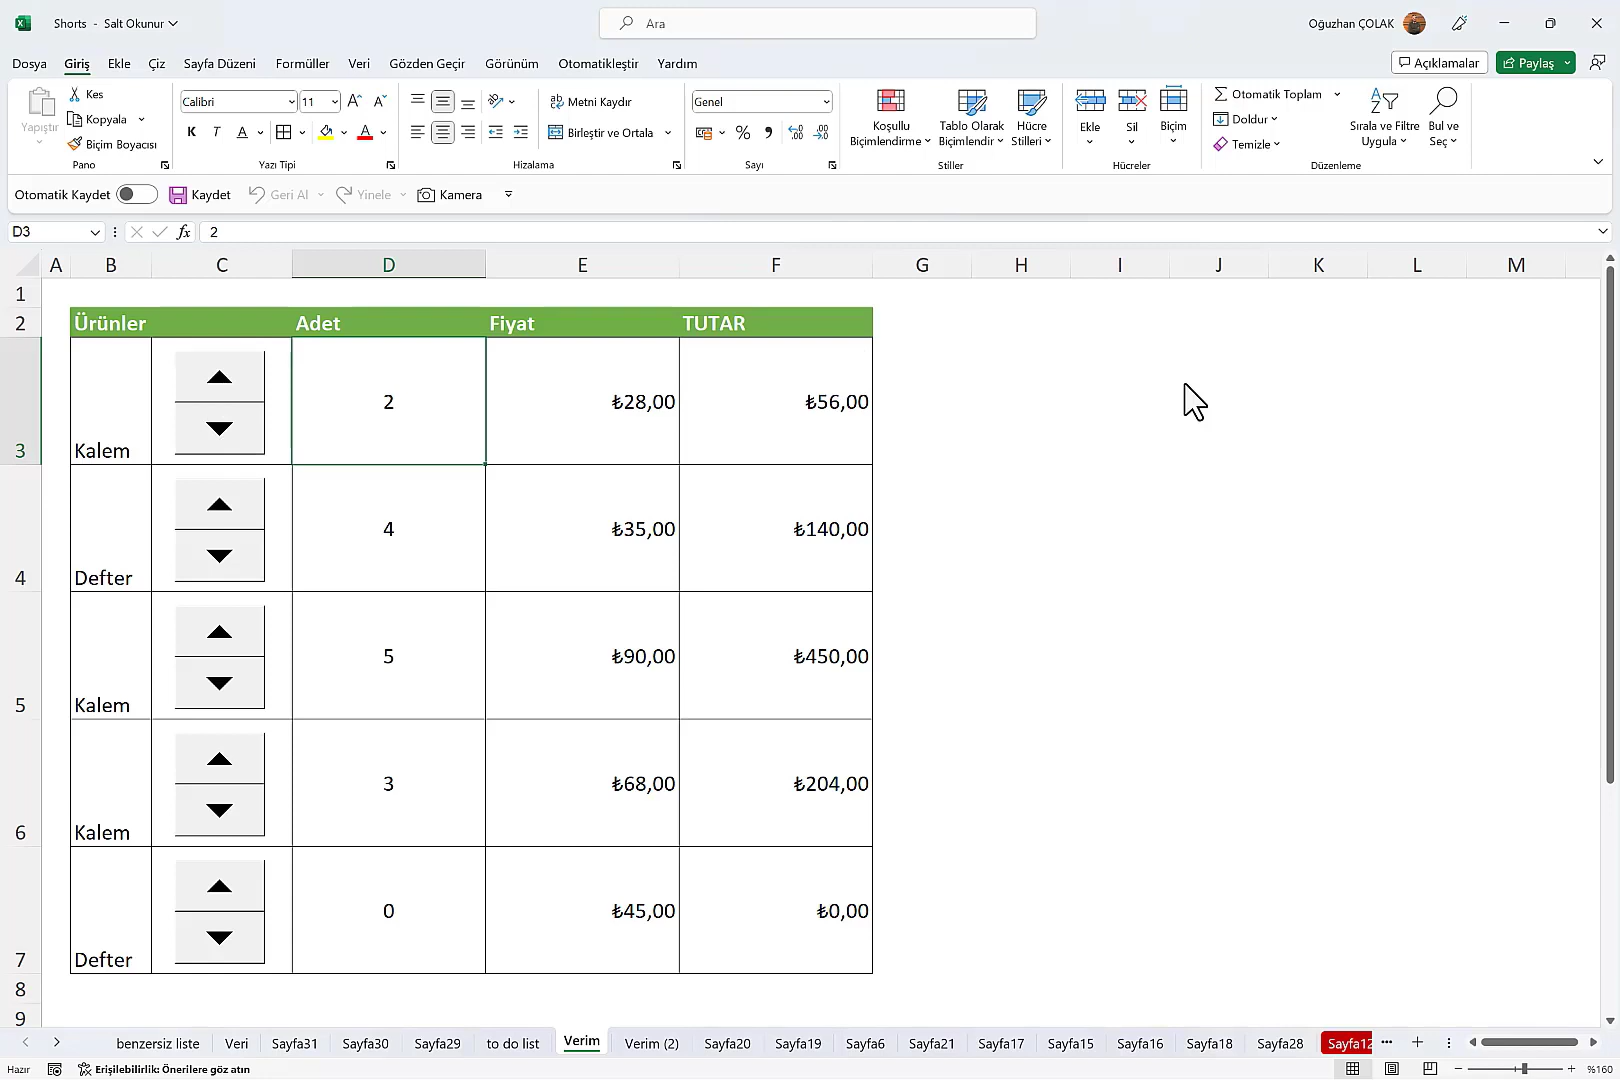 Shorts - Salt Okunur
Ara
Oğuzhan ÇOLAK
Dosya Giriş Ekle Çiz Sayfa Düzeni Formüller Veri Gözden Geçir Görünüm Otomatikleştir Yardım
Açıklamalar Paylaş
Yapıştır
Kes
Kopyala
Biçim Boyacısı
Pano
Calibri 11
K T A A
Yazı Tipi
Metni Kaydır
Birleştir ve Ortala
Hizalama
Genel
Sayı
Koşullu Biçimlendirme
Tablo Olarak Biçimlendir
Hücre Stilleri
Stiller
Ekle Sil Biçim
Hücreler
Otomatik Toplam
Doldur
Temizle
Sırala ve Filtre Uygula
Bul ve Seç
Düzenleme
Otomatik Kaydet Kaydet Geri Al Yinele Kamera
D3 fx 2
A B C D E F G H I J K L M
1
2 Ürünler Adet Fiyat TUTAR
3 Kalem 2 ₺28,00 ₺56,00
4 Defter 4 ₺35,00 ₺140,00
5 Kalem 5 ₺90,00 ₺450,00
6 Kalem 3 ₺68,00 ₺204,00
7 Defter 0 ₺45,00 ₺0,00
8
9
benzersiz liste Veri Sayfa31 Sayfa30 Sayfa29 to do list Verim Verim (2) Sayfa20 Sayfa19 Sayfa6 Sayfa21 Sayfa17 Sayfa15 Sayfa16 Sayfa18 Sayfa28 Sayfa12
Hazır Erişilebilirlik: Önerilere göz atın %160